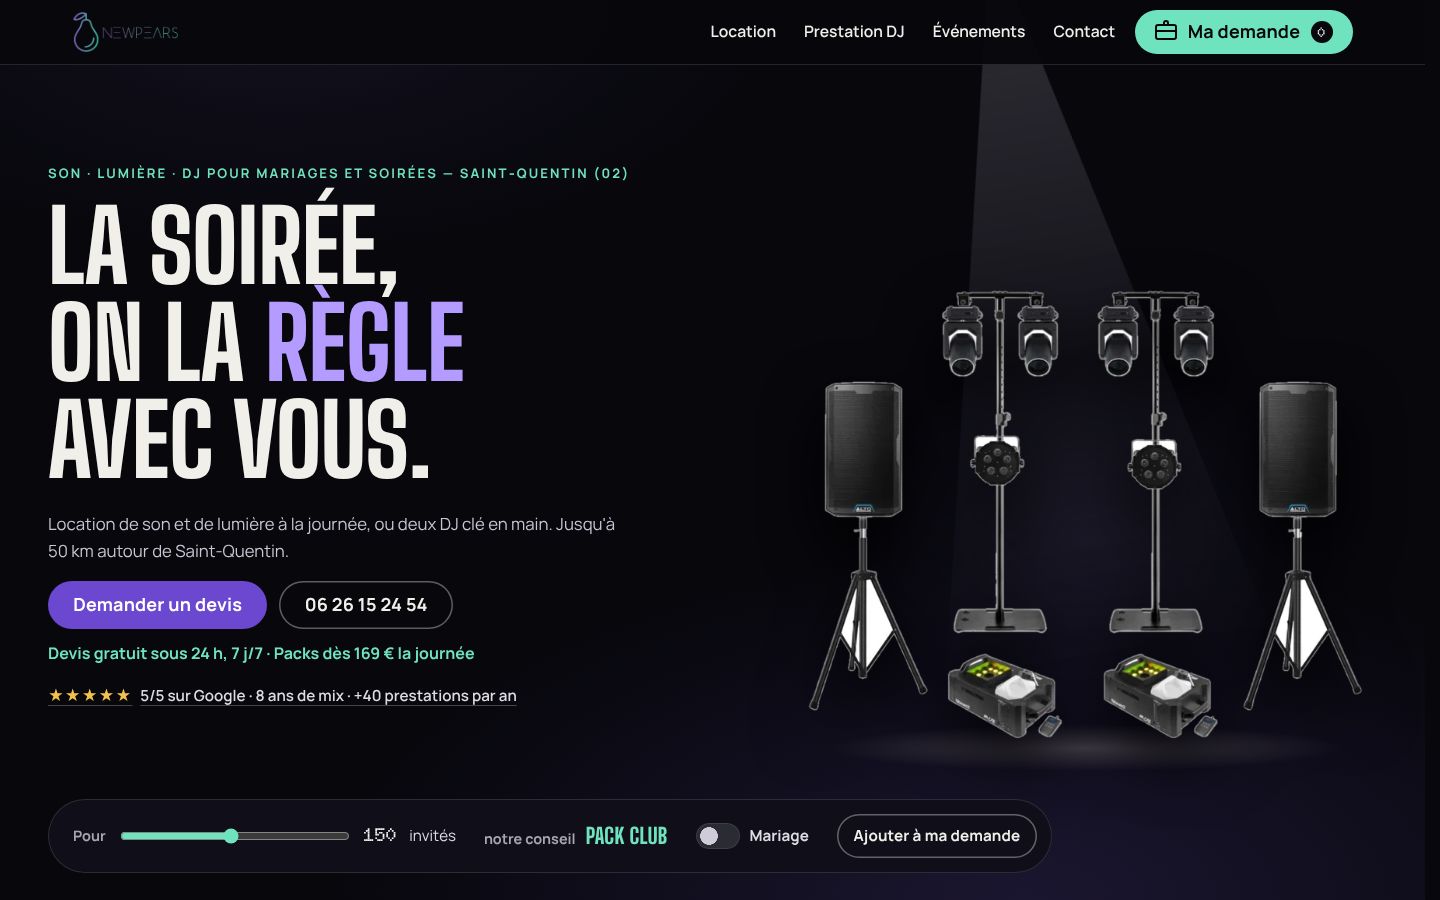 NEWPEARS
Location
Prestation DJ
Événements
Contact
Ma demande
0
SON · LUMIÈRE · DJ POUR MARIAGES ET SOIRÉES — SAINT-QUENTIN (02)
LA SOIRÉE,
ON LA RÈGLE
AVEC VOUS.
Location de son et de lumière à la journée, ou deux DJ clé en main. Jusqu'à
50 km autour de Saint-Quentin.
Demander un devis
06 26 15 24 54
Devis gratuit sous 24 h, 7 j/7 · Packs dès 169 € la journée
★★★★★ 5/5 sur Google · 8 ans de mix · +40 prestations par an
Pour
150 invités
notre conseil PACK CLUB
Mariage
Ajouter à ma demande